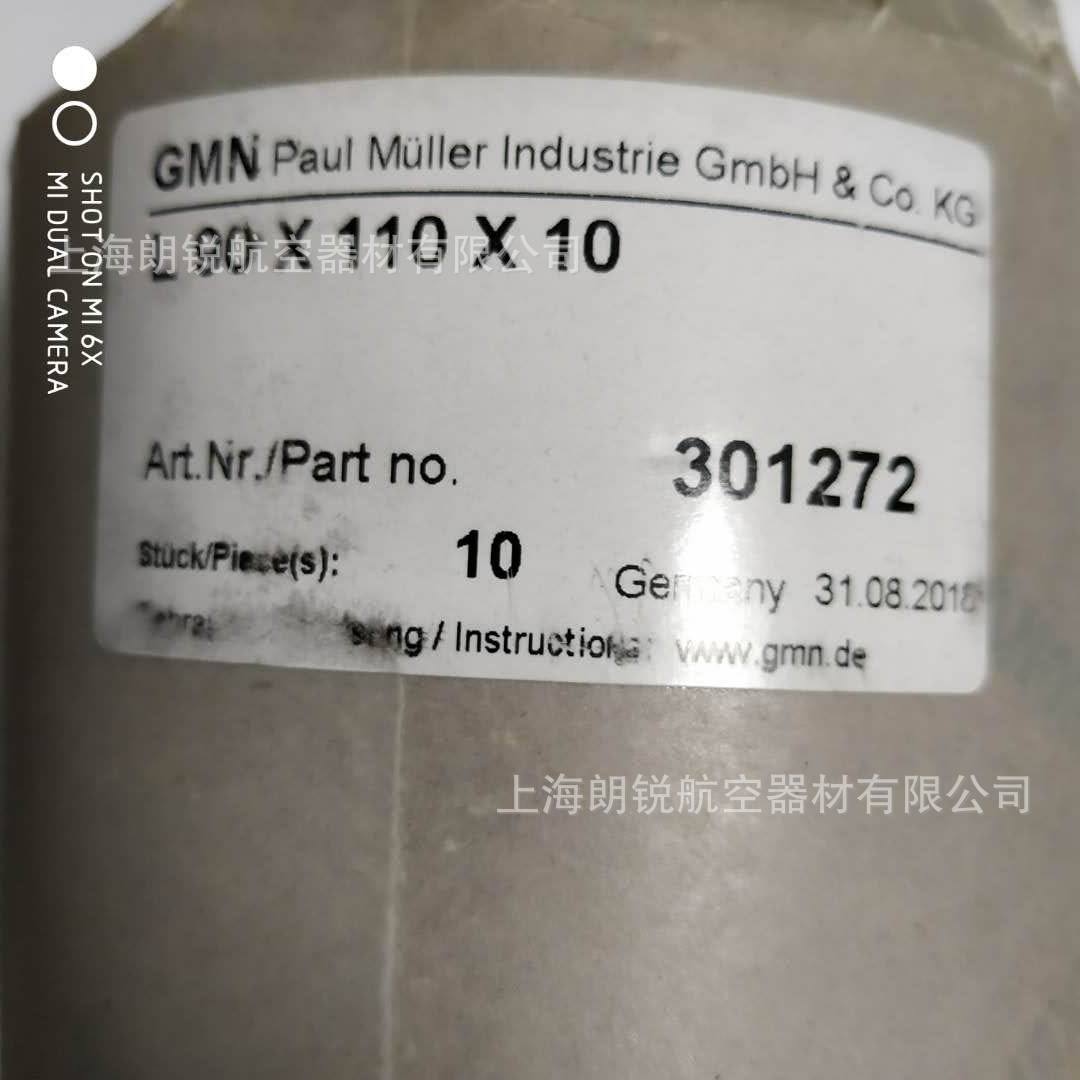 GMN Paul Müller Industrie GmbH & Co. KG
L 90 X 110 X 10
上海朗锐航空器材有限公司
Art.Nr./Part no. 301272
Stück/Piece(s): 10 Germany 31.08.2018
/ Instructions: www.gmn.de
上海朗锐航空器材有限公司
SHOT ON MI 6X
MI DUAL CAMERA